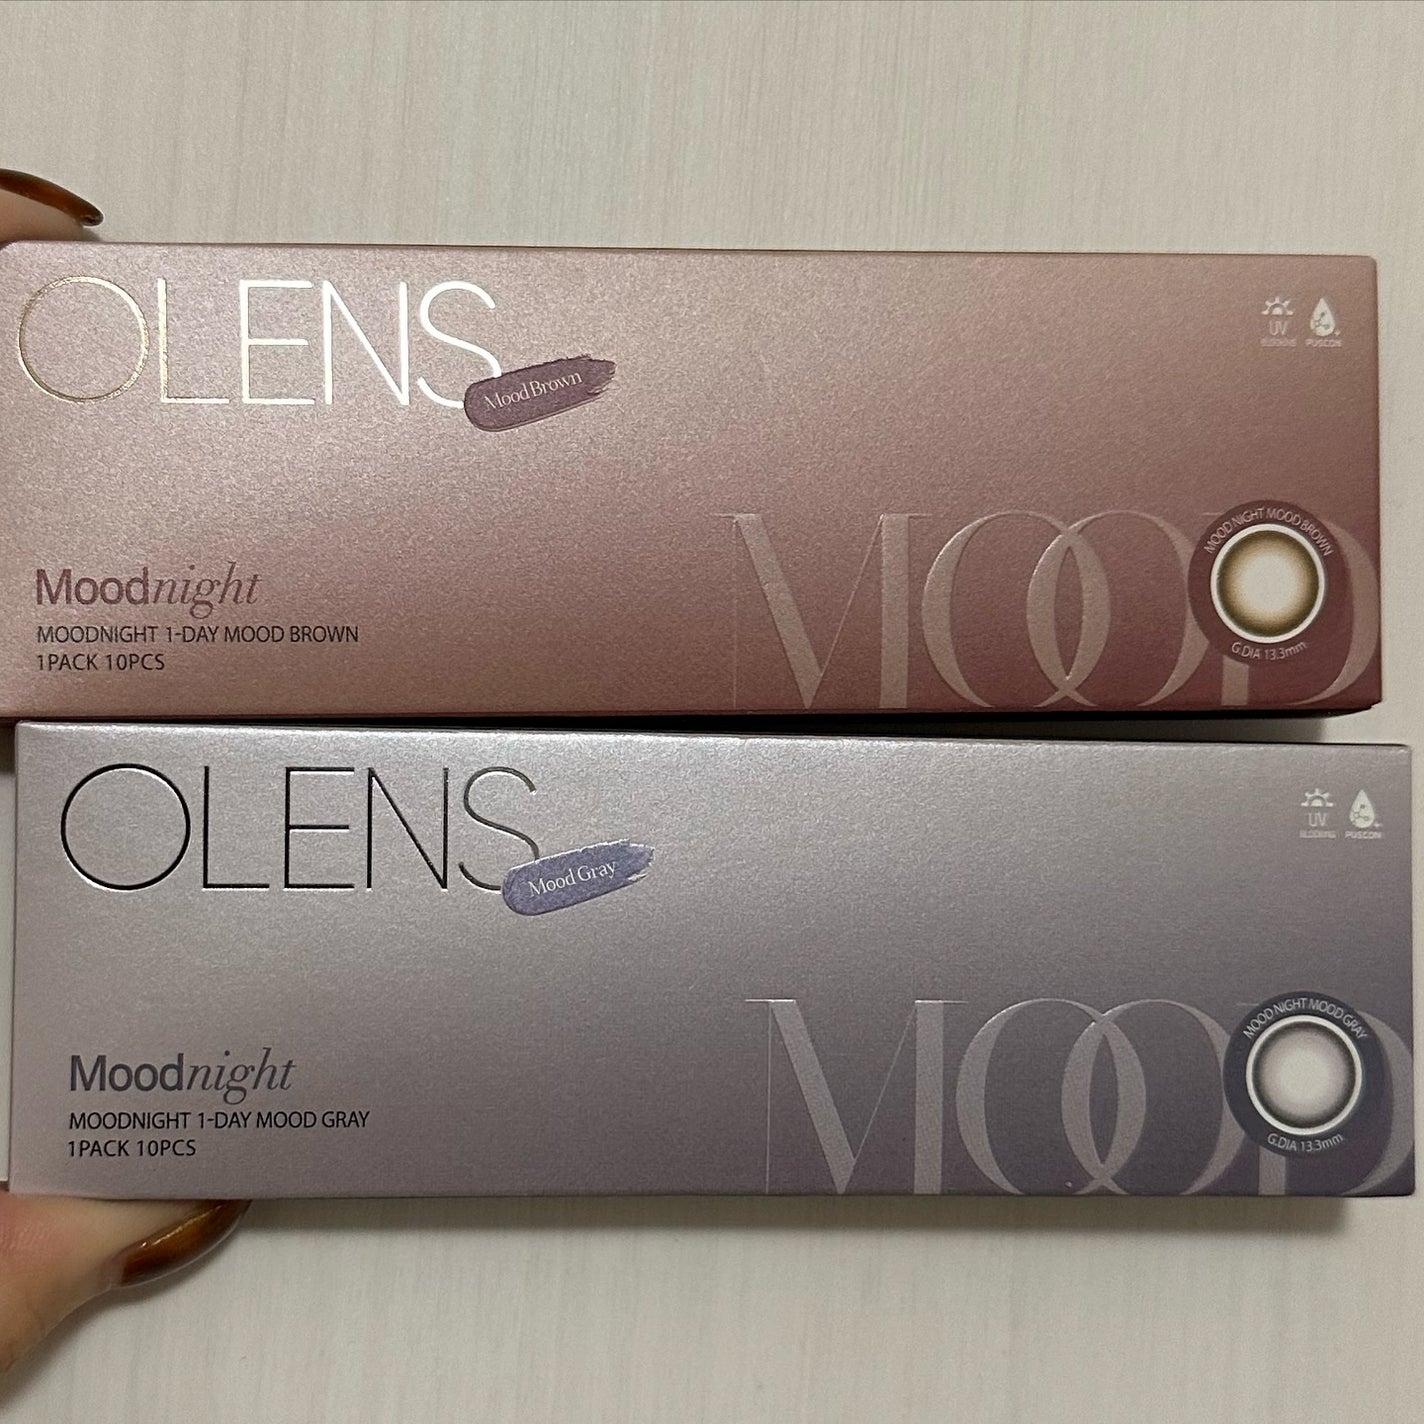 OLENS
Mood Brown
UV
BLOCKING
PUSCON
Moodnight
MOODNIGHT 1-DAY MOOD BROWN
1PACK 10PCS
MOOD
MOOD NIGHT MOOD BROWN
G.DIA 13.3mm
OLENS
Mood Gray
UV
BLOCKING
PUSCON
Moodnight
MOODNIGHT 1-DAY MOOD GRAY
1PACK 10PCS
MOOD
MOOD NIGHT MOOD GRAY
G.DIA 13.3mm